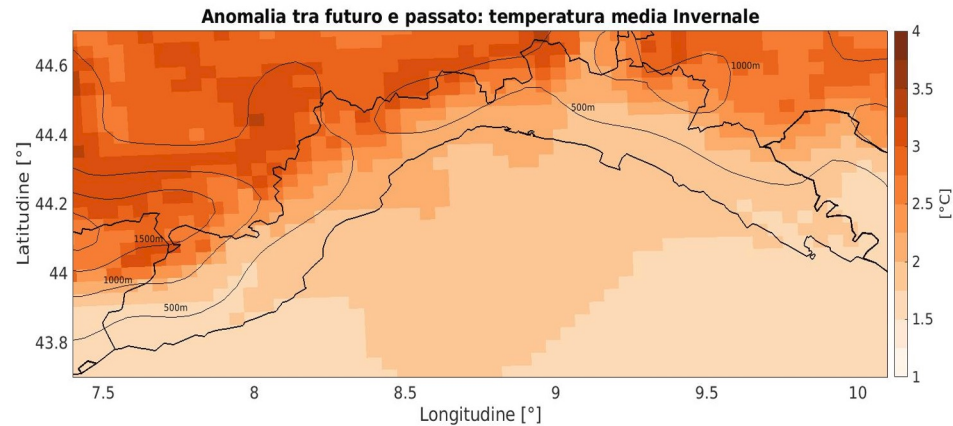 Anomalia tra futuro e passato: temperatura media Invernale
44.6
44.4
44.2
44
43.8
Latitudine [°]
1000m
500m
1500m
1000m
500m
7.5
8
8.5
9
9.5
10
Longitudine [°]
4
3.5
3
2.5
2
1.5
1
[°C]